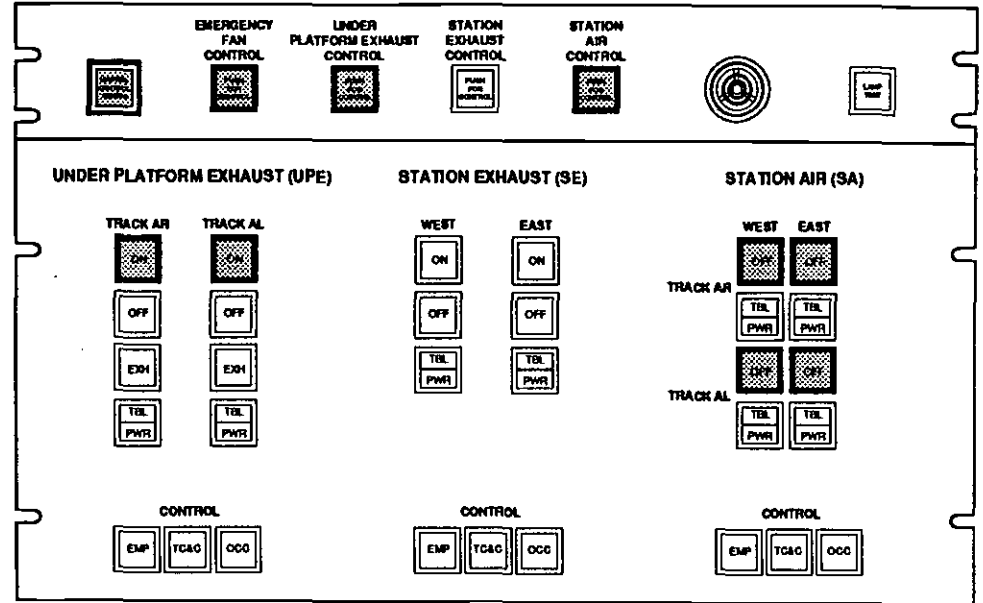 EMERGENCY
FAN
CONTROL
UNDER
PLATFORM EXHAUST
CONTROL
STATION
EXHAUST
CONTROL
STATION
AIR
CONTROL
PUSH
FOR
CONTROL
LAMP
TEST
UNDER PLATFORM EXHAUST (UPE)
STATION EXHAUST (SE)
STATION AIR (SA)
TRACK AR TRACK AL
WEST EAST
WEST EAST
ON ON
ON ON
OFF OFF
TRACK AR
OFF OFF
OFF OFF
TBL TBL
PWR PWR
EXH EXH
TBL TBL
PWR PWR
OFF OFF
TRACK AL
TBL TBL
PWR PWR
TBL TBL
PWR PWR
CONTROL
CONTROL
CONTROL
EMP TC&C OCC
EMP TC&C OCC
EMP TC&C OCC